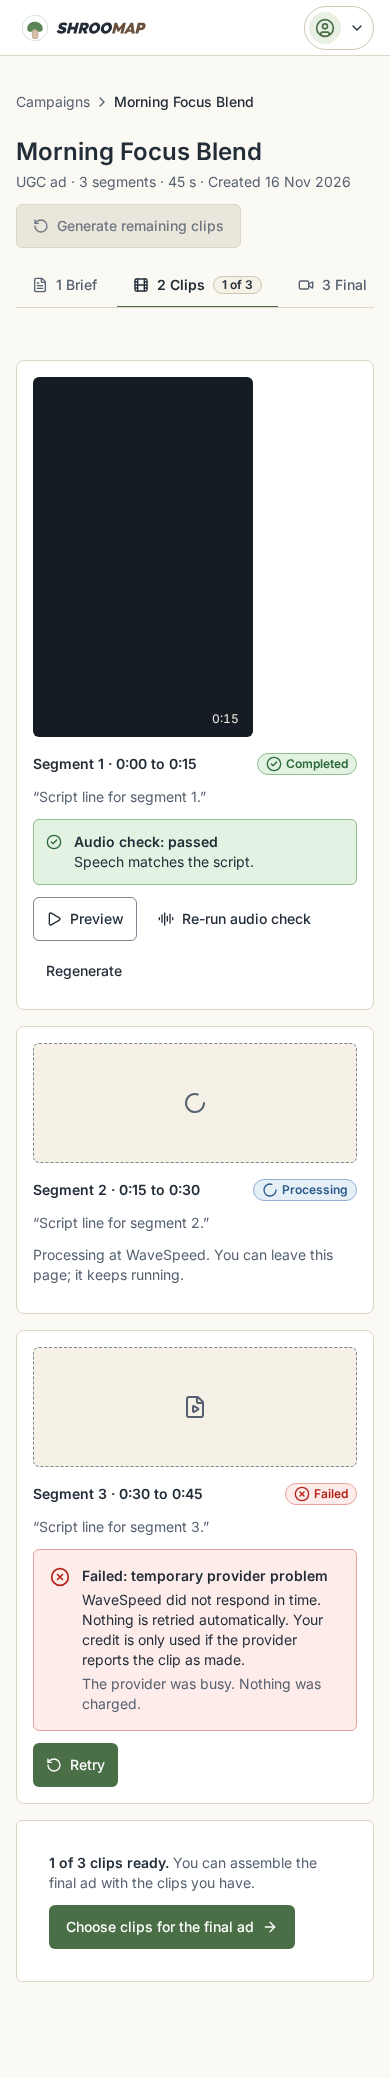 SHROOMAP
Campaigns > Morning Focus Blend
Morning Focus Blend
UGC ad · 3 segments · 45 s · Created 16 Nov 2026
Generate remaining clips
1 Brief
2 Clips 1 of 3
3 Final
0:15
Segment 1 · 0:00 to 0:15
Completed
“Script line for segment 1.”
Audio check: passed
Speech matches the script.
Preview
Re-run audio check
Regenerate
Segment 2 · 0:15 to 0:30
Processing
“Script line for segment 2.”
Processing at WaveSpeed. You can leave this
page; it keeps running.
Segment 3 · 0:30 to 0:45
Failed
“Script line for segment 3.”
Failed: temporary provider problem
WaveSpeed did not respond in time.
Nothing is retried automatically. Your
credit is only used if the provider
reports the clip as made.
The provider was busy. Nothing was
charged.
Retry
1 of 3 clips ready. You can assemble the
final ad with the clips you have.
Choose clips for the final ad →